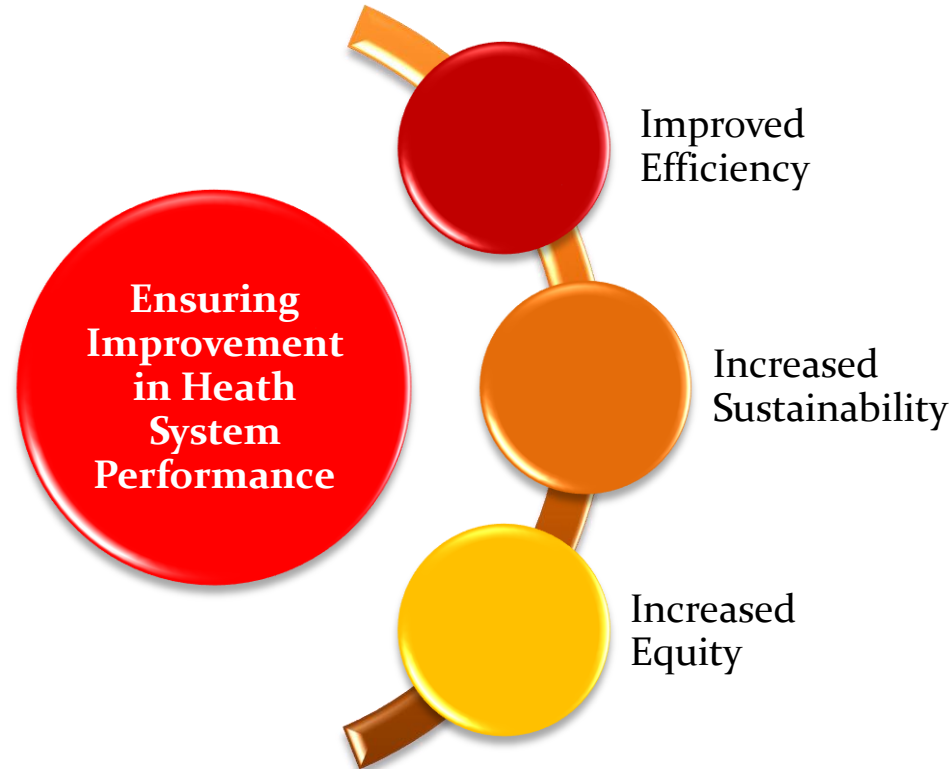 Ensuring
Improvement
in Heath
System
Performance
Improved
Efficiency
Increased
Sustainability
Increased
Equity